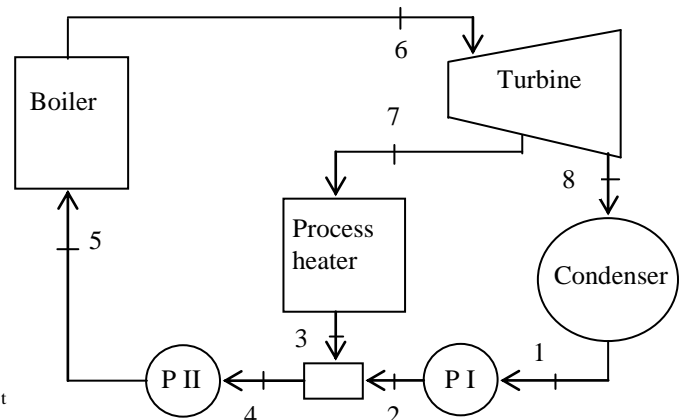 6
Turbine
Boiler
7
8
Process
heater
5
Condenser
3
1
P II
P I
t
4
2